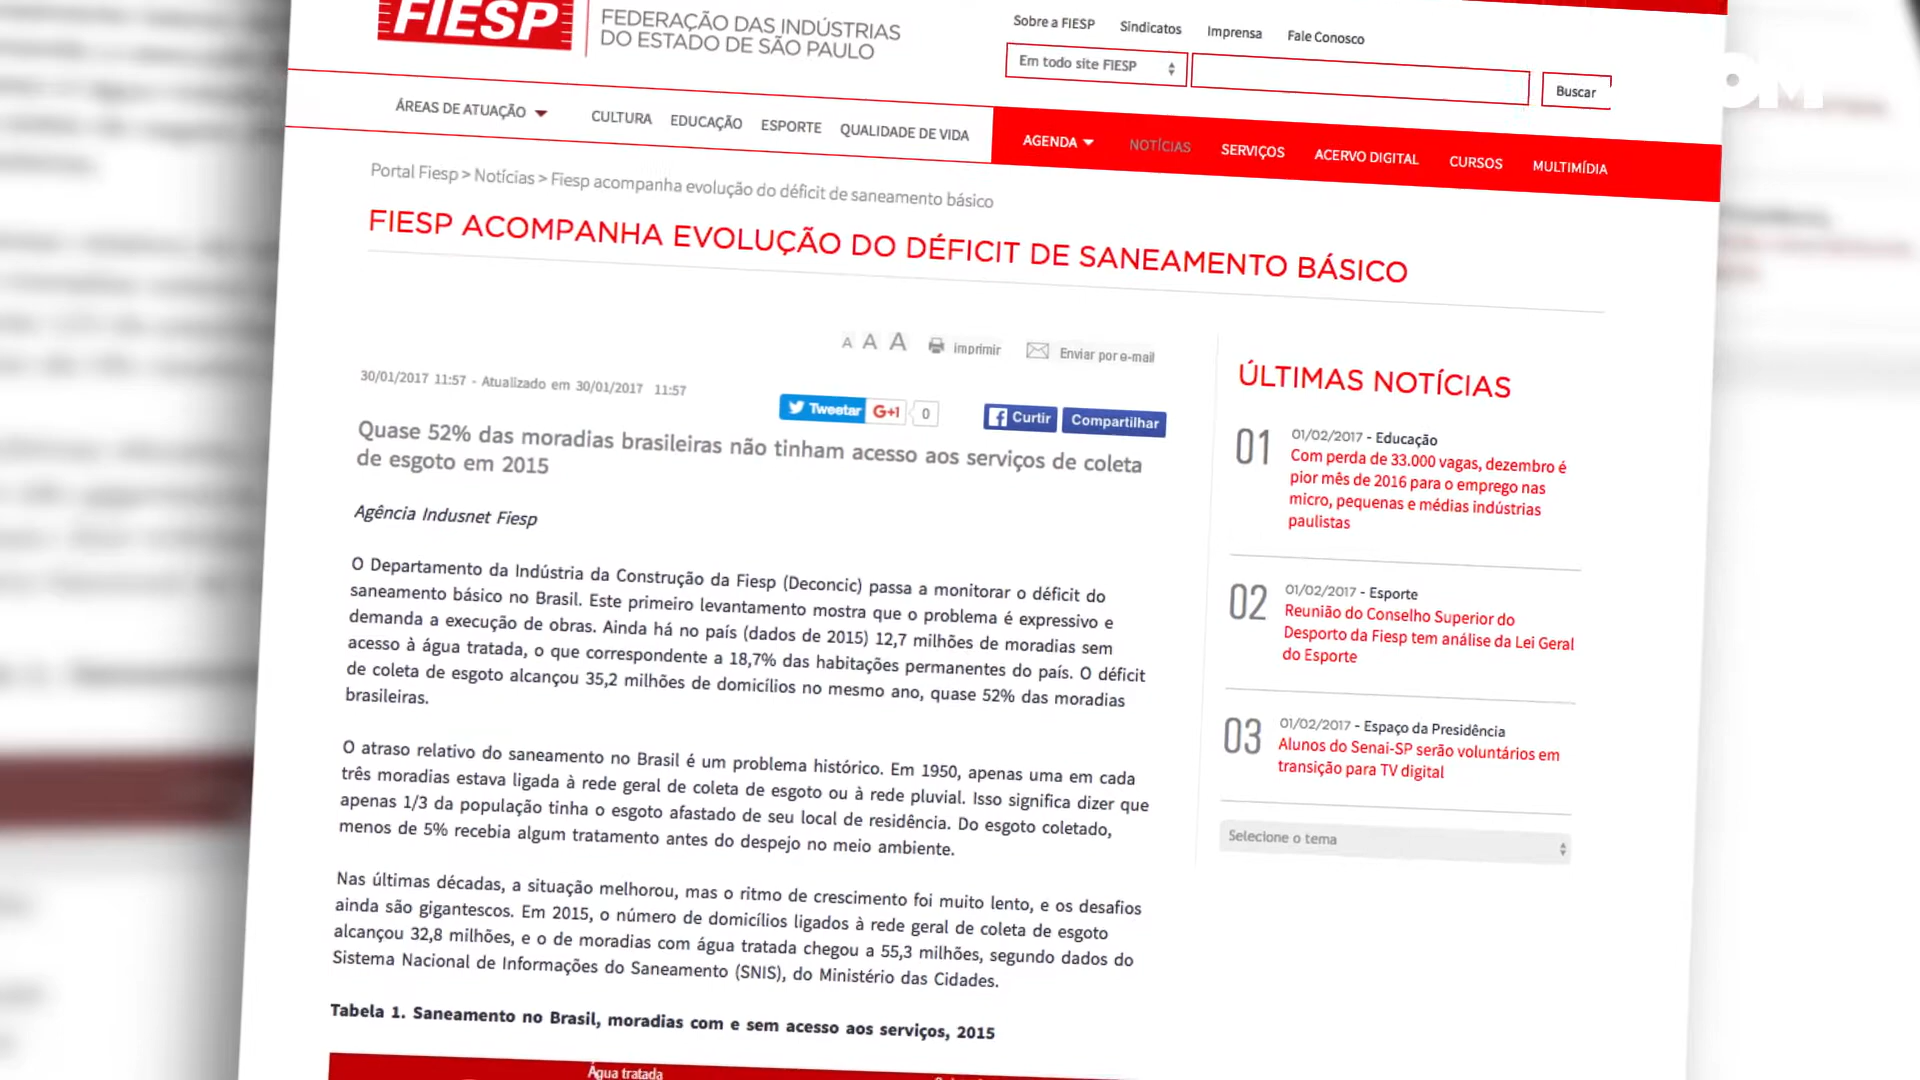 FIESP
FEDERAÇÃO DAS INDÚSTRIAS
DO ESTADO DE SÃO PAULO
Sobre a FIESP Sindicatos Imprensa Fale Conosco
Em todo site FIESP
Buscar
OM
ÁREAS DE ATUAÇÃO CULTURA EDUCAÇÃO ESPORTE QUALIDADE DE VIDA AGENDA NOTÍCIAS SERVIÇOS ACERVO DIGITAL CURSOS MULTIMÍDIA
Portal Fiesp > Notícias > Fiesp acompanha evolução do déficit de saneamento básico
FIESP ACOMPANHA EVOLUÇÃO DO DÉFICIT DE SANEAMENTO BÁSICO
A A A imprimir Enviar por e-mail
30/01/2017 11:57 - Atualizado em 30/01/2017 11:57
Tweetar G+1 0 Curtir Compartilhar
Quase 52% das moradias brasileiras não tinham acesso aos serviços de coleta
de esgoto em 2015
Agência Indusnet Fiesp
O Departamento da Indústria da Construção da Fiesp (Deconcic) passa a monitorar o déficit do
saneamento básico no Brasil. Este primeiro levantamento mostra que o problema é expressivo e
demanda a execução de obras. Ainda há no país (dados de 2015) 12,7 milhões de moradias sem
acesso à água tratada, o que correspondente a 18,7% das habitações permanentes do país. O déficit
de coleta de esgoto alcançou 35,2 milhões de domicílios no mesmo ano, quase 52% das moradias
brasileiras.
O atraso relativo do saneamento no Brasil é um problema histórico. Em 1950, apenas uma em cada
três moradias estava ligada à rede geral de coleta de esgoto ou à rede pluvial. Isso significa dizer que
apenas 1/3 da população tinha o esgoto afastado de seu local de residência. Do esgoto coletado,
menos de 5% recebia algum tratamento antes do despejo no meio ambiente.
Nas últimas décadas, a situação melhorou, mas o ritmo de crescimento foi muito lento, e os desafios
ainda são gigantescos. Em 2015, o número de domicílios ligados à rede geral de coleta de esgoto
alcançou 32,8 milhões, e o de moradias com água tratada chegou a 55,3 milhões, segundo dados do
Sistema Nacional de Informações do Saneamento (SNIS), do Ministério das Cidades.
Tabela 1. Saneamento no Brasil, moradias com e sem acesso aos serviços, 2015
Água tratada
ÚLTIMAS NOTÍCIAS
01
01/02/2017 - Educação
Com perda de 33.000 vagas, dezembro é
pior mês de 2016 para o emprego nas
micro, pequenas e médias indústrias
paulistas
02
01/02/2017 - Esporte
Reunião do Conselho Superior do
Desporto da Fiesp tem análise da Lei Geral
do Esporte
03
01/02/2017 - Espaço da Presidência
Alunos do Senai-SP serão voluntários em
transição para TV digital
Selecione o tema